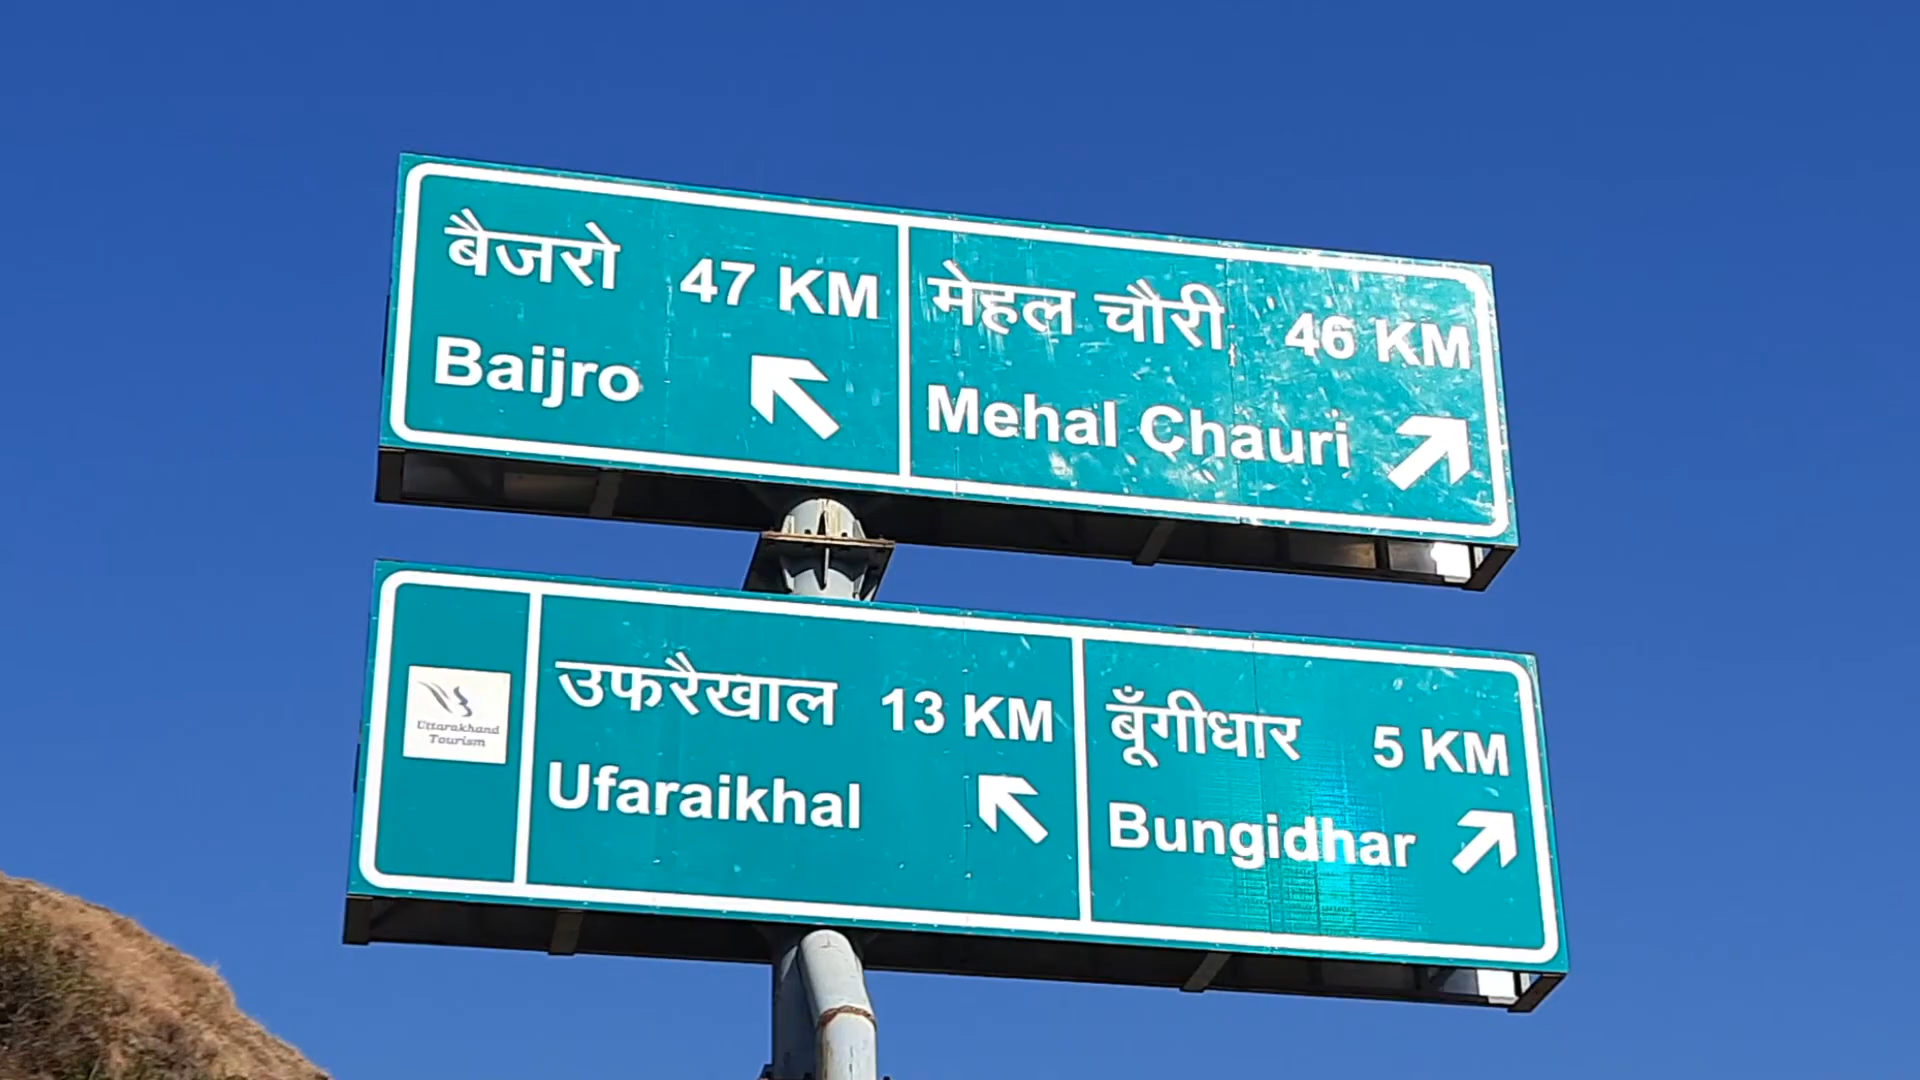 बैजरो 47 KM
Baijro
मेहल चौरी 46 KM
Mehal Chauri
Uttarakhand
Tourism
उफरैखाल 13 KM
Ufaraikhal
बूँगीधार 5 KM
Bungidhar